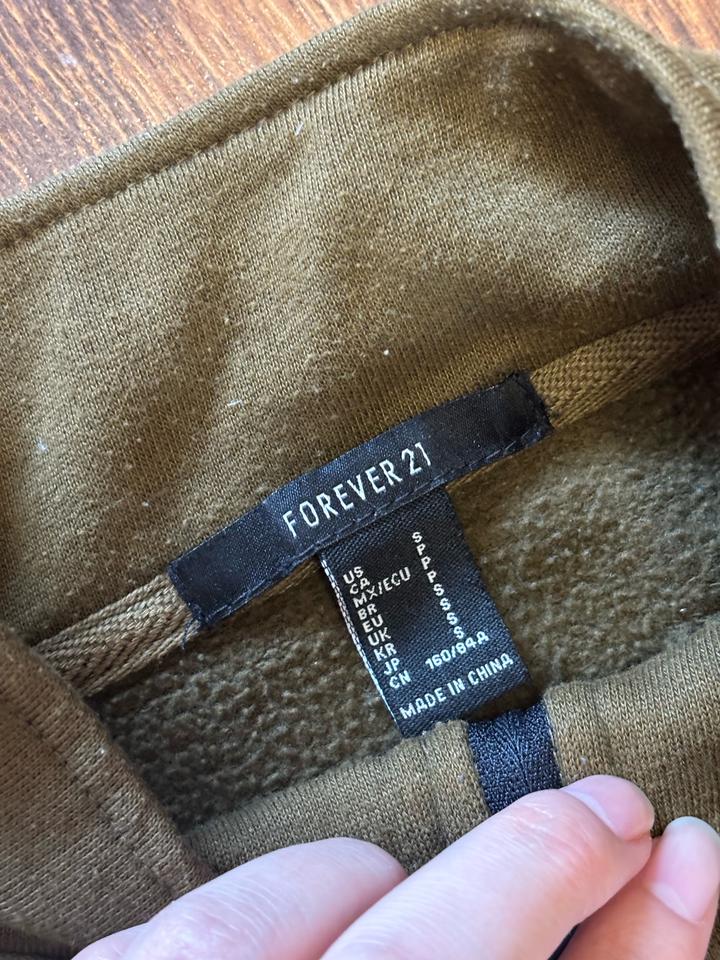 FOREVER 21
US S
CA P
MX/ECU P
BR P
EU S
UK S
KR S
JP S
CN 160/84A
MADE IN CHINA